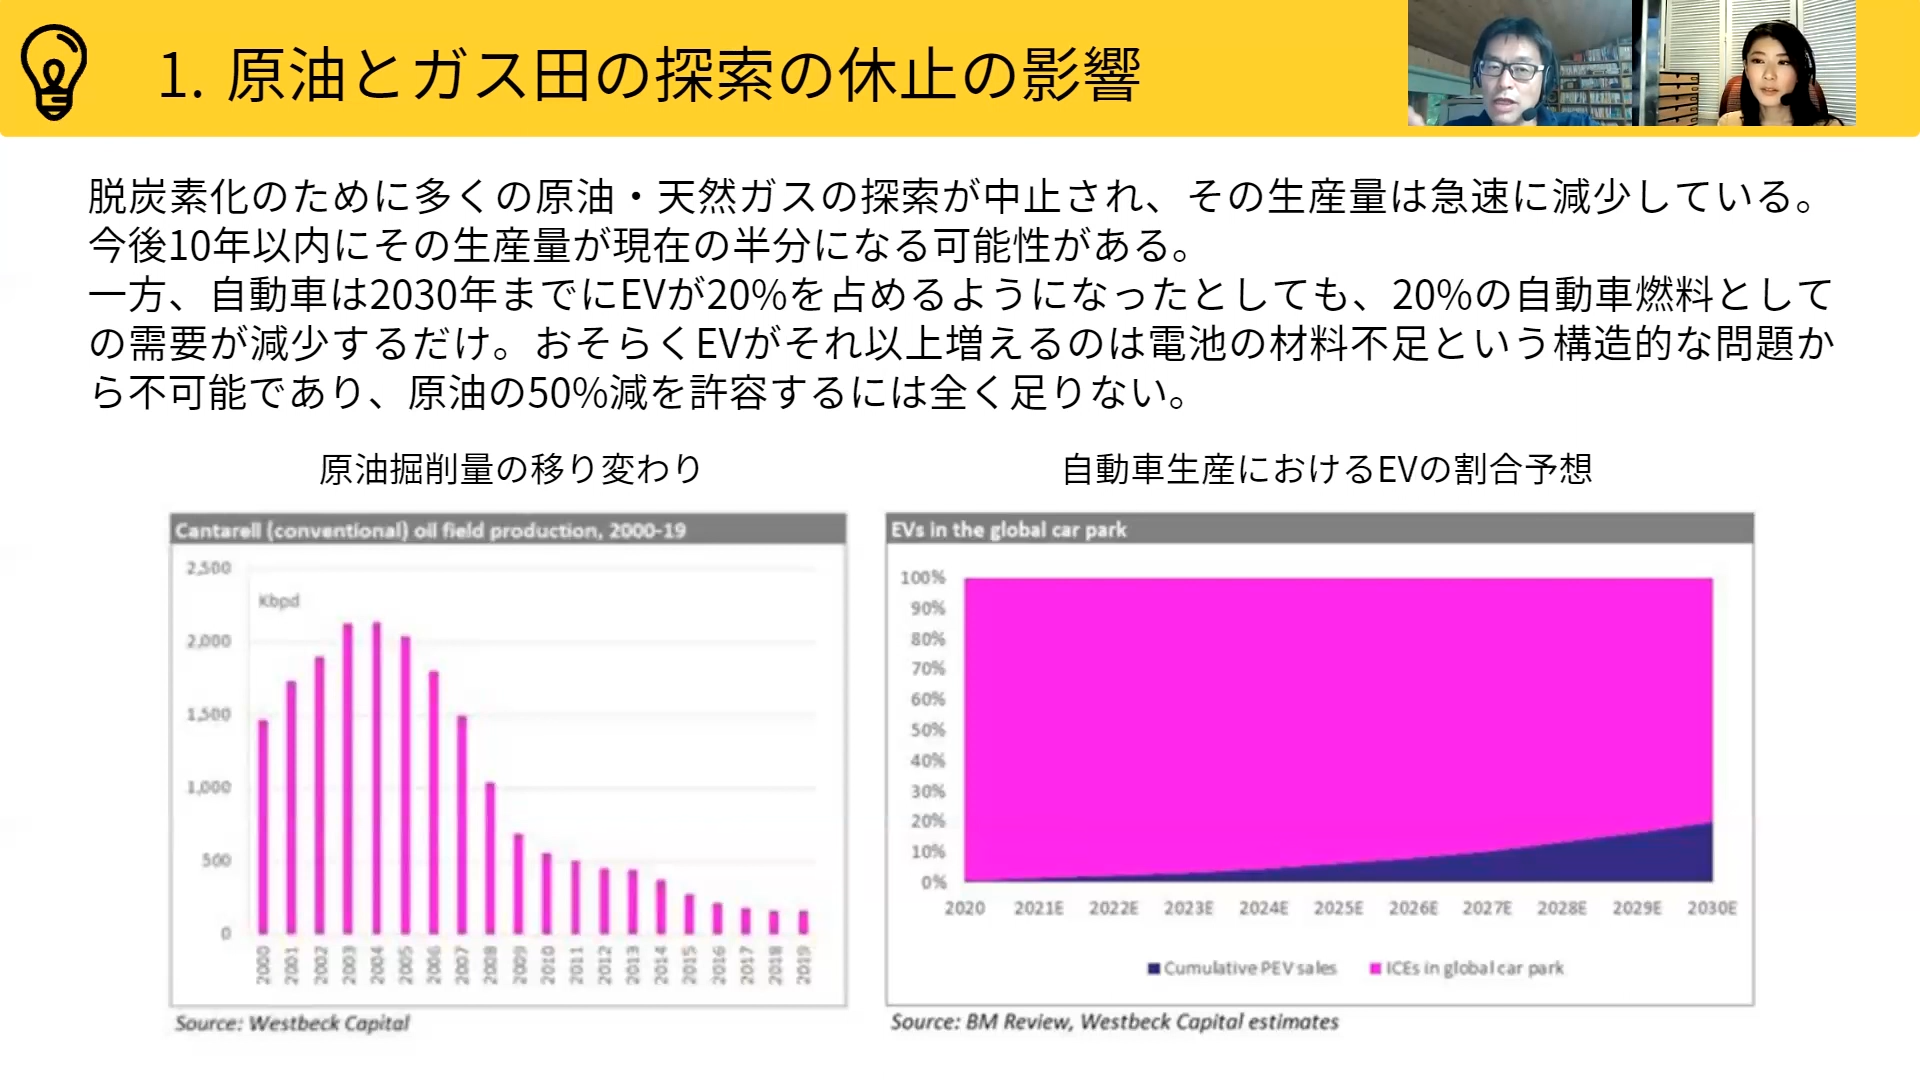 1. 原油とガス田の探索の休止の影響
脱炭素化のために多くの原油・天然ガスの探索が中止され、その生産量は急速に減少している。
今後10年以内にその生産量が現在の半分になる可能性がある。
一方、自動車は2030年までにEVが20%を占めるようになったとしても、20%の自動車燃料として
の需要が減少するだけ。おそらくEVがそれ以上増えるのは電池の材料不足という構造的な問題か
ら不可能であり、原油の50%減を許容するには全く足りない。
原油掘削量の移り変わり
Cantarell (conventional) oil field production, 2000-19
2,500
Kbpd
2,000
1,500
1,000
500
0
2000 2001 2002 2003 2004 2005 2006 2007 2008 2009 2010 2011 2012 2013 2014 2015 2016 2017 2018 2019
Source: Westbeck Capital
自動車生産におけるEVの割合予想
EVs in the global car park
100%
90%
80%
70%
60%
50%
40%
30%
20%
10%
0%
2020 2021E 2022E 2023E 2024E 2025E 2026E 2027E 2028E 2029E 2030E
Cumulative PEV sales ICEs in global car park
Source: BM Review, Westbeck Capital estimates